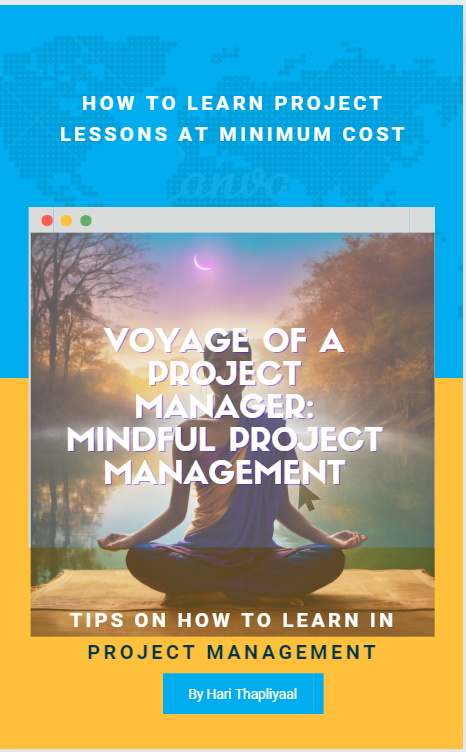 HOW TO LEARN PROJECT
LESSONS AT MINIMUM COST
VOYAGE OF A
PROJECT
MANAGER:
MINDFUL PROJECT
MANAGEMENT
TIPS ON HOW TO LEARN IN
PROJECT MANAGEMENT
By Hari Thapliyaal